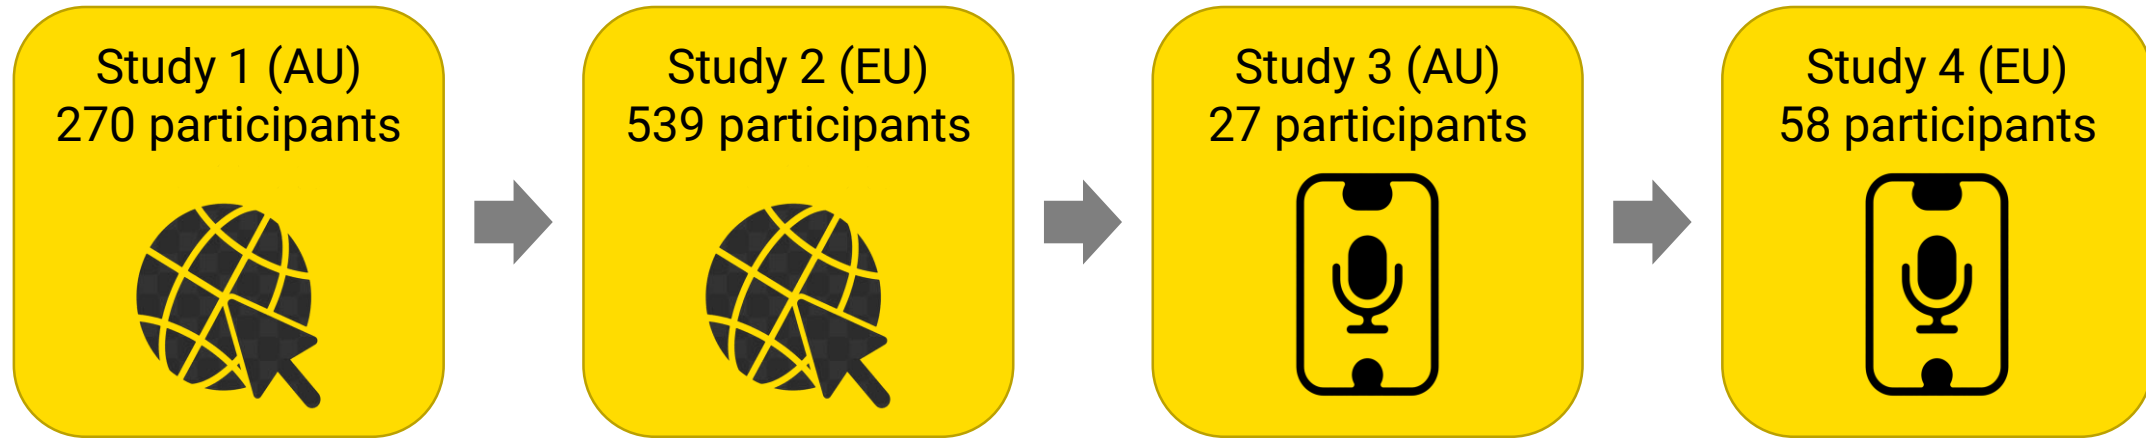 Study 1 (AU)
270 participants
Study 2 (EU)
539 participants
Study 3 (AU)
27 participants
Study 4 (EU)
58 participants